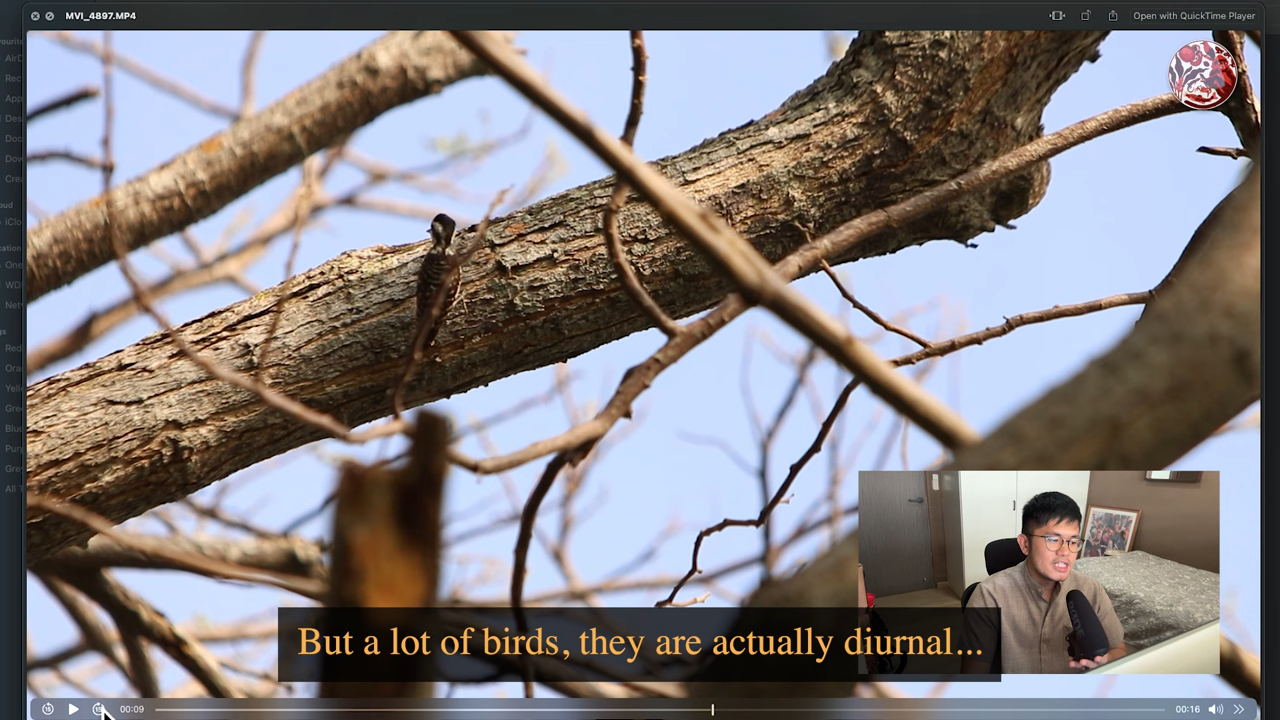 MVI_4897.MP4
Open with QuickTime Player
But a lot of birds, they are actually diurnal...
00:09
00:16